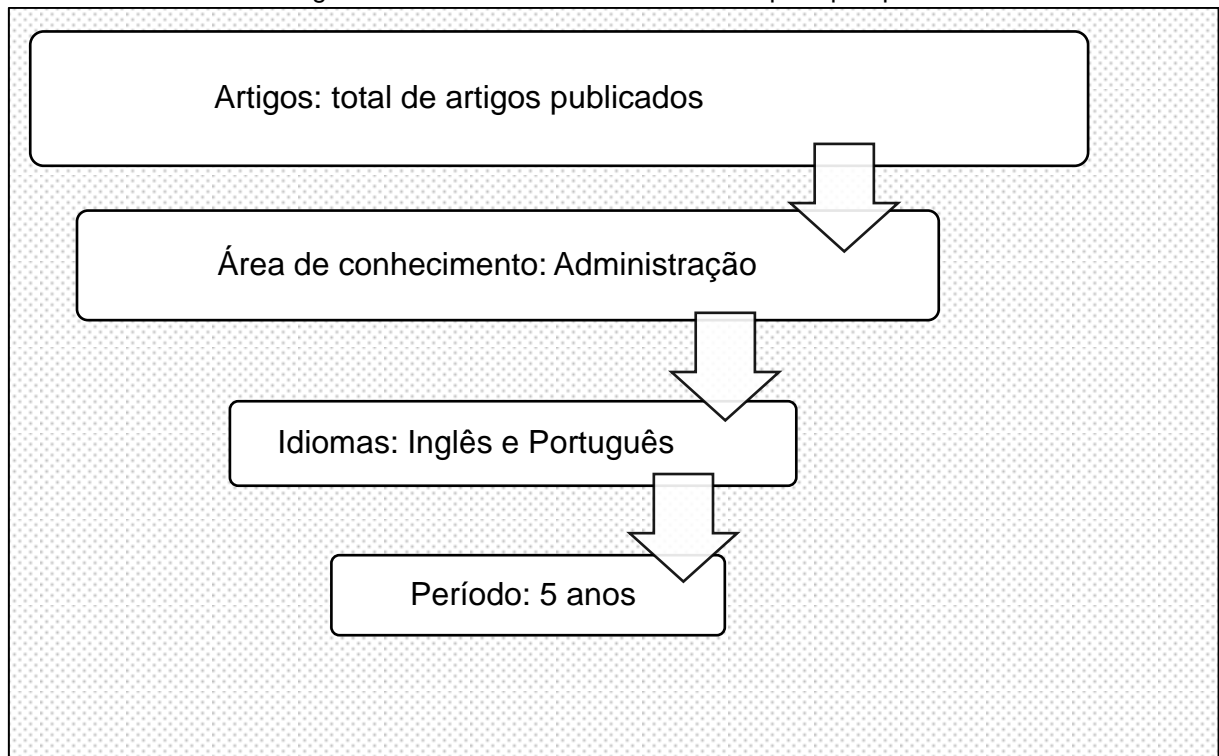 Artigos: total de artigos publicados
Área de conhecimento: Administração
Idiomas: Inglês e Português
Período: 5 anos